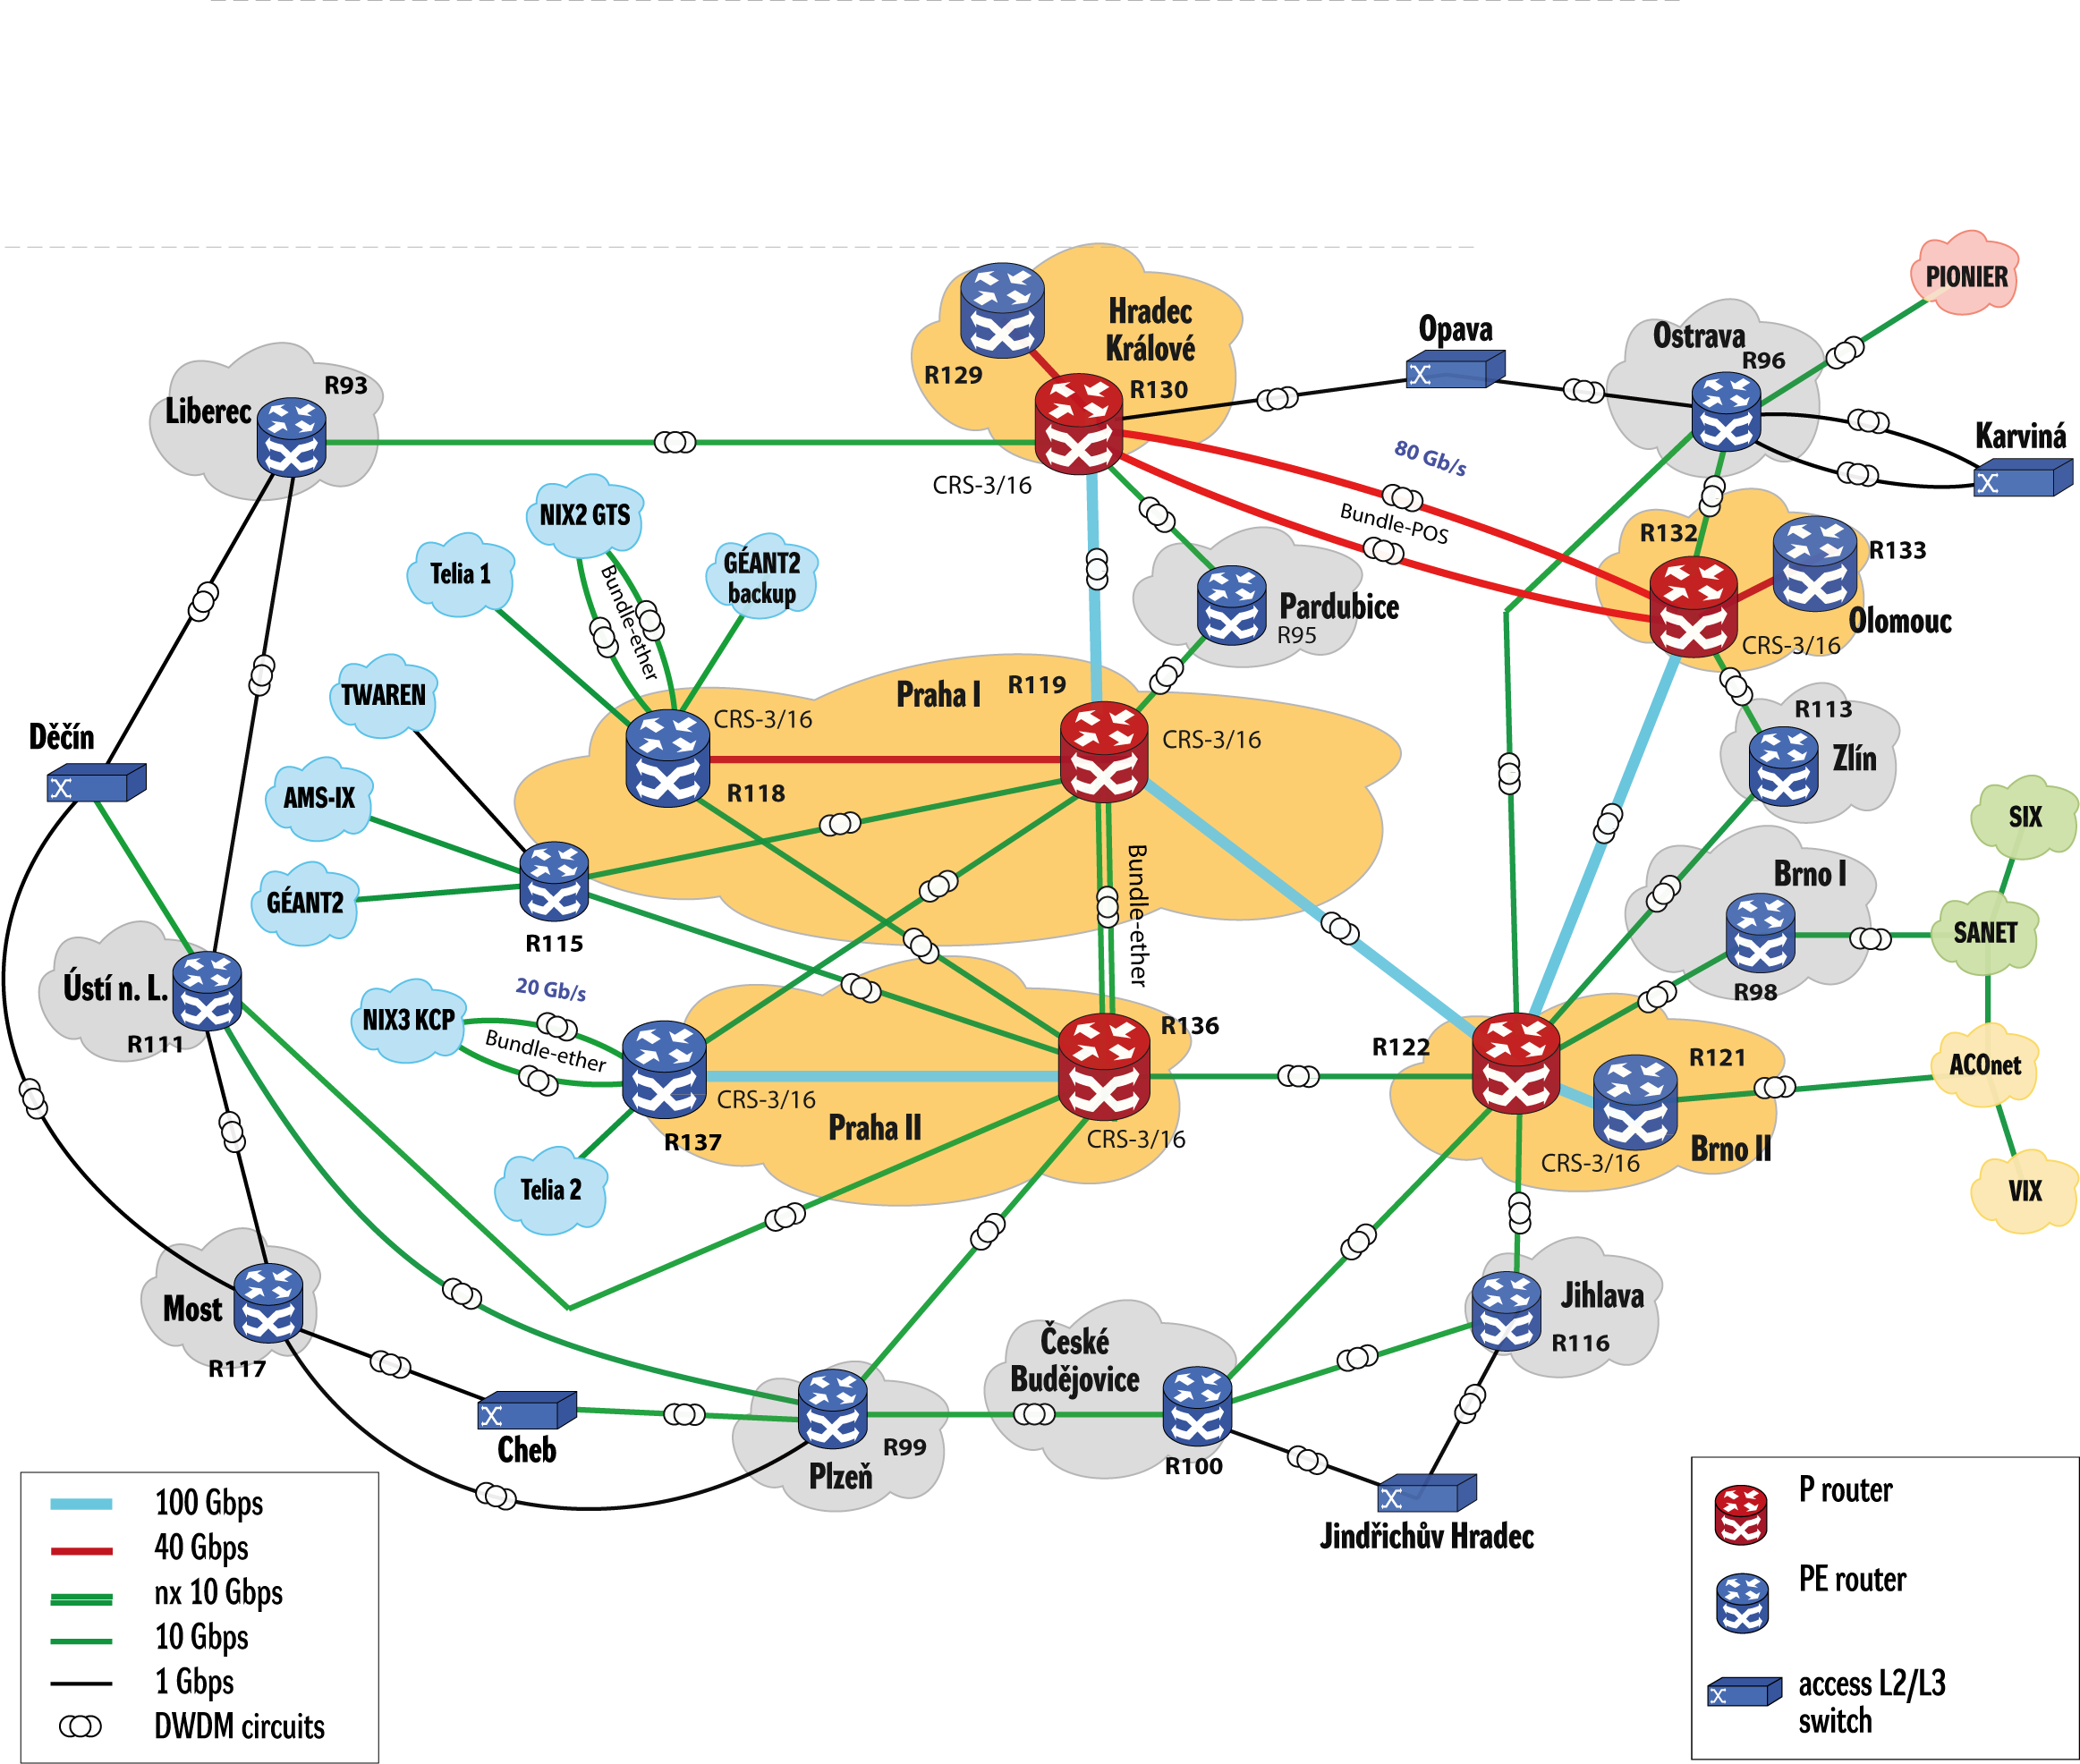 PIONIER
Hradec
Králové
Opava
Ostrava
R96
R129
R130
R93
Liberec
80 Gb/s
Karviná
CRS-3/16
Bundle-POS
NIX2 GTS
R132
R133
Telia 1
GÉANT2
backup
Bundle-ether
Pardubice
R95
Olomouc
CRS-3/16
TWAREN
Praha I
R119
CRS-3/16
CRS-3/16
R113
Zlín
Děčín
AMS-IX
R118
SIX
Bundle-ether
Brno I
GÉANT2
R115
SANET
Ústí n. L.
20 Gb/s
R98
NIX3 KCP
Bundle-ether
R111
R136
R122
R121
ACOnet
CRS-3/16
Praha II
R137
CRS-3/16
CRS-3/16
Brno II
Telia 2
VIX
Most
R117
České
Budějovice
Jihlava
R116
Cheb
R99
Plzeň
R100
Jindřichův Hradec
100 Gbps
40 Gbps
nx 10 Gbps
10 Gbps
1 Gbps
DWDM circuits
P router
PE router
access L2/L3
switch